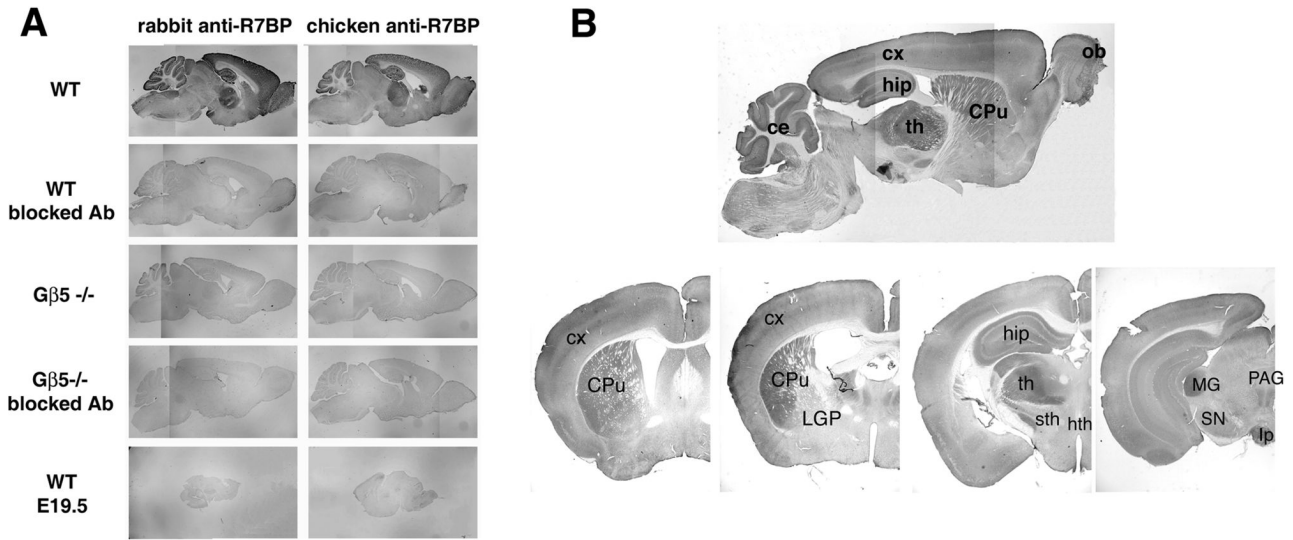 A
rabbit anti-R7BP
chicken anti-R7BP
WT
WT
blocked Ab
Gβ5 -/-
Gβ5-/-
blocked Ab
WT
E19.5
B
cx
ob
hip
CPu
th
ce
cx
CPu
cx
CPu
LGP
hip
th
sth
hth
MG
PAG
SN
Ip